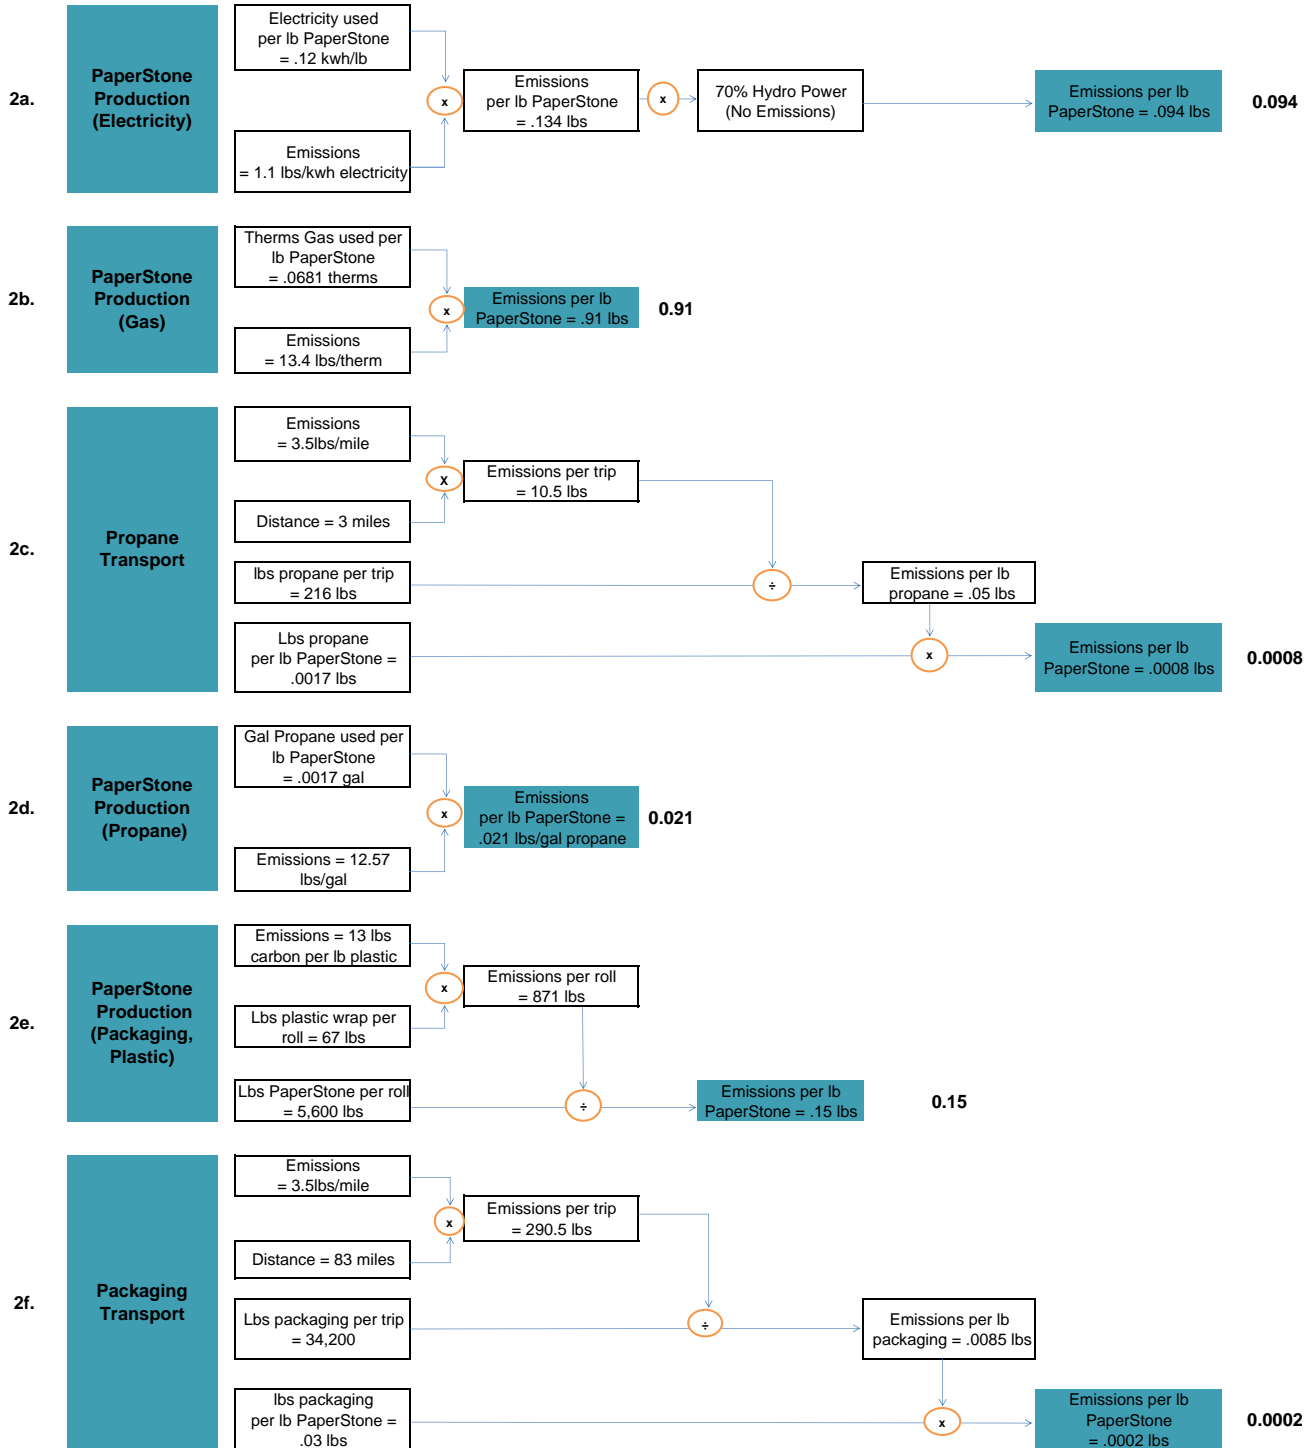 2a.
PaperStone
Production
(Electricity)
Electricity used
per lb PaperStone
= .12 kwh/lb
Emissions
= 1.1 lbs/kwh electricity
x
Emissions
per lb PaperStone
= .134 lbs
x
70% Hydro Power
(No Emissions)
Emissions per lb
PaperStone = .094 lbs
0.094
2b.
PaperStone
Production
(Gas)
Therms Gas used per
lb PaperStone
= .0681 therms
Emissions
= 13.4 lbs/therm
x
Emissions per lb
PaperStone = .91 lbs
0.91
2c.
Propane
Transport
Emissions
= 3.5lbs/mile
Distance = 3 miles
X
Emissions per trip
= 10.5 lbs
lbs propane per trip
= 216 lbs
÷
Emissions per lb
propane = .05 lbs
Lbs propane
per lb PaperStone =
.0017 lbs
x
Emissions per lb
PaperStone = .0008 lbs
0.0008
2d.
PaperStone
Production
(Propane)
Gal Propane used per
lb PaperStone
= .0017 gal
Emissions = 12.57
lbs/gal
x
Emissions
per lb PaperStone =
.021 lbs/gal propane
0.021
2e.
PaperStone
Production
(Packaging,
Plastic)
Emissions = 13 lbs
carbon per lb plastic
Lbs plastic wrap per
roll = 67 lbs
x
Emissions per roll
= 871 lbs
Lbs PaperStone per roll
= 5,600 lbs
÷
Emissions per lb
PaperStone = .15 lbs
0.15
2f.
Packaging
Transport
Emissions
= 3.5lbs/mile
Distance = 83 miles
x
Emissions per trip
= 290.5 lbs
Lbs packaging per trip
= 34,200
÷
Emissions per lb
packaging = .0085 lbs
lbs packaging
per lb PaperStone =
.03 lbs
x
Emissions per lb
PaperStone
= .0002 lbs
0.0002